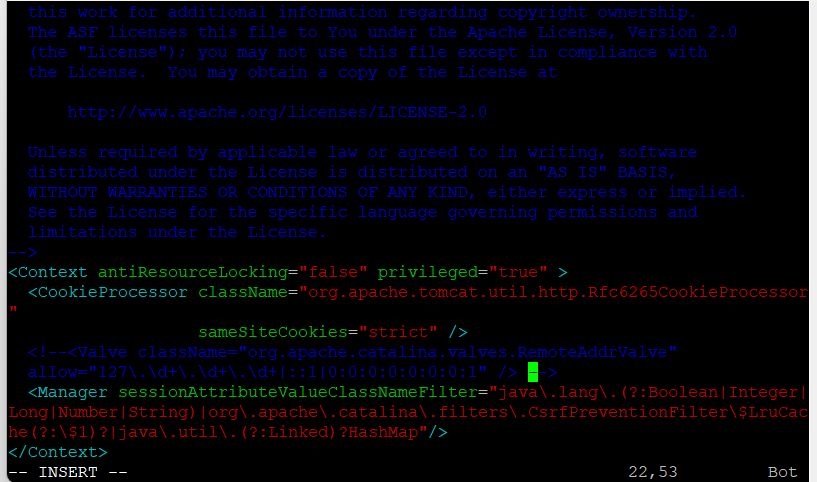 this work for additional information regarding copyright ownership.
The ASF licenses this file to You under the Apache License, Version 2.0
(the "License"); you may not use this file except in compliance with
the License.  You may obtain a copy of the License at
http://www.apache.org/licenses/LICENSE-2.0
Unless required by applicable law or agreed to in writing, software
distributed under the License is distributed on an "AS IS" BASIS,
WITHOUT WARRANTIES OR CONDITIONS OF ANY KIND, either express or implied.
See the License for the specific language governing permissions and
limitations under the License.
-->
<Context antiResourceLocking="false" privileged="true" >
<CookieProcessor className="org.apache.tomcat.util.http.Rfc6265CookieProcessor
"
sameSiteCookies="strict" />
<!--<Valve className="org.apache.catalina.valves.RemoteAddrValve"
allow="127\.\d+\.\d+\.\d+|::1|0:0:0:0:0:0:0:1" /> -->
<Manager sessionAttributeValueClassNameFilter="java\.lang\.(?:Boolean|Integer|
Long|Number|String)|org\.apache\.catalina\.filters\.CsrfPreventionFilter\$LruCac
he(?:\$1)?|java\.util\.(?:Linked)?HashMap"/>
</Context>
-- INSERT -- 22,53 Bot